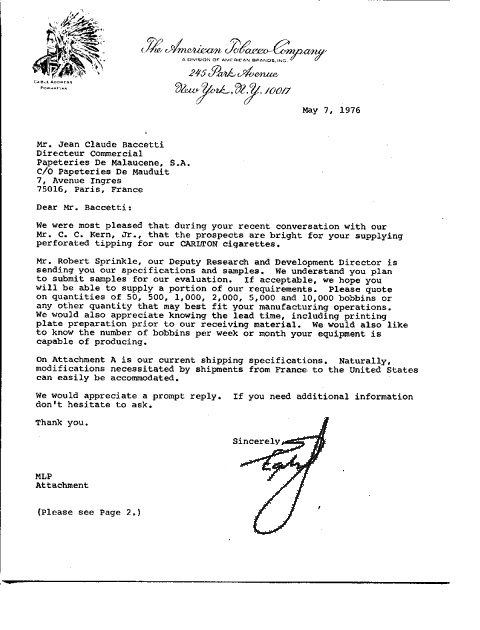 The American Tobacco Company
A DIVISION OF AMERICAN BRANDS, INC.
245 Park Avenue
New York, N.Y. 10017
CABLE ADDRESS
May 7, 1976
Mr. Jean Claude Baccetti
Directeur Commercial
Papeteries De Malaucene, S.A.
C/O Papeteries De Mauduit
7, Avenue Ingres
75016, Paris, France
Dear Mr. Baccetti:
We were most pleased that during your recent conversation with our
Mr. C. C. Kern, Jr., that the prospects are bright for your supplying
perforated tipping for our CARLTON cigarettes.
Mr. Robert Sprinkle, our Deputy Research and Development Director is
sending you our specifications and samples. We understand you plan
to submit samples for our evaluation. If acceptable, we hope you
will be able to supply a portion of our requirements. Please quote
on quantities of 50, 500, 1,000, 2,000, 5,000 and 10,000 bobbins or
any other quantity that may best fit your manufacturing operations.
We would also appreciate knowing the lead time, including printing
plate preparation prior to our receiving material. We would also like
to know the number of bobbins per week or month your equipment is
capable of producing.
On Attachment A is our current shipping specifications. Naturally,
modifications necessitated by shipments from France to the United States
can easily be accommodated.
We would appreciate a prompt reply. If you need additional information
don't hesitate to ask.
Thank you.
Sincerely,
MLP
Attachment
(Please see Page 2.)